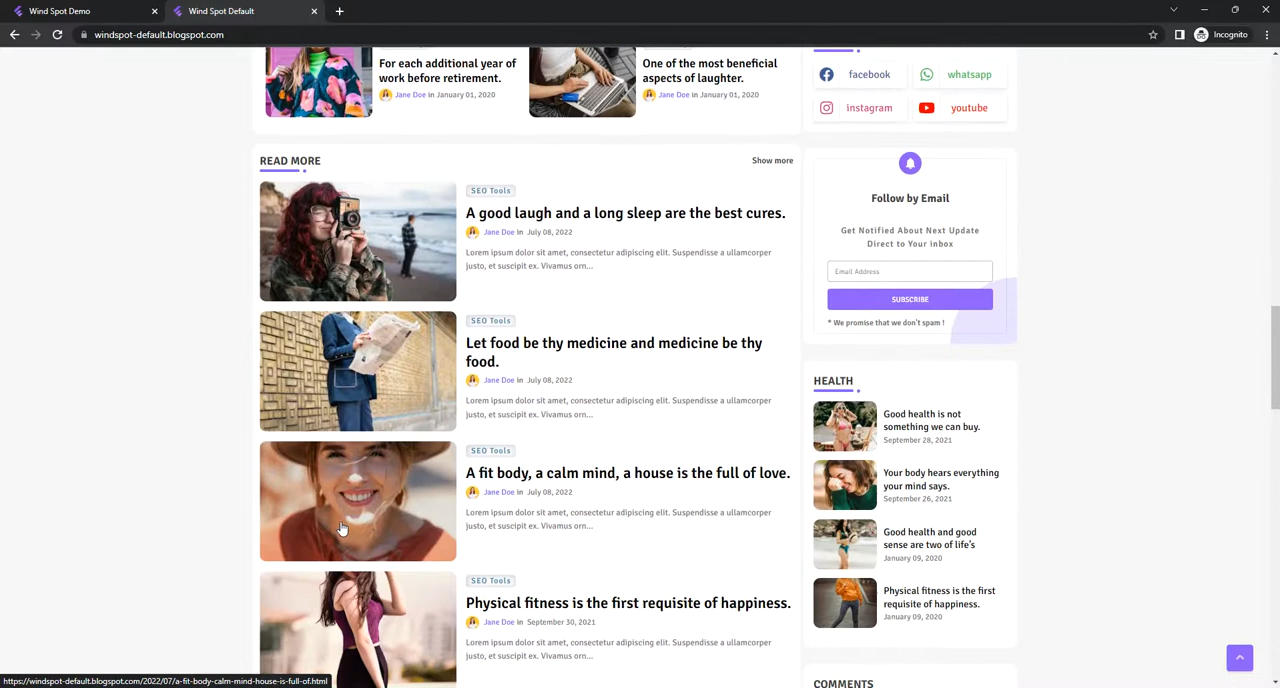 Wind Spot Demo
Wind Spot Default
windspot-default.blogspot.com
Incognito
For each additional year of
work before retirement.
Jane Doe in January 01, 2020
One of the most beneficial
aspects of laughter.
Jane Doe in January 01, 2020
facebook
whatsapp
instagram
youtube
READ MORE
Show more
SEO Tools
A good laugh and a long sleep are the best cures.
Jane Doe in July 08, 2022
Lorem ipsum dolor sit amet, consectetur adipiscing elit. Suspendisse a ullamcorper
justo, et suscipit ex. Vivamus orn...
SEO Tools
Let food be thy medicine and medicine be thy
food.
Jane Doe in July 08, 2022
Lorem ipsum dolor sit amet, consectetur adipiscing elit. Suspendisse a ullamcorper
justo, et suscipit ex. Vivamus orn...
SEO Tools
A fit body, a calm mind, a house is the full of love.
Jane Doe in July 08, 2022
Lorem ipsum dolor sit amet, consectetur adipiscing elit. Suspendisse a ullamcorper
justo, et suscipit ex. Vivamus orn...
SEO Tools
Physical fitness is the first requisite of happiness.
Jane Doe in September 30, 2021
Lorem ipsum dolor sit amet, consectetur adipiscing elit. Suspendisse a ullamcorper
justo, et suscipit ex. Vivamus orn...
Follow by Email
Get Notified About Next Update
Direct to Your inbox
Email Address
SUBSCRIBE
* We promise that we don't spam !
HEALTH
Good health is not
something we can buy.
September 28, 2021
Your body hears everything
your mind says.
September 26, 2021
Good health and good
sense are two of life's
January 09, 2020
Physical fitness is the first
requisite of happiness.
January 09, 2020
COMMENTS
https://windspot-default.blogspot.com/2022/07/a-fit-body-calm-mind-house-is-full-of.html